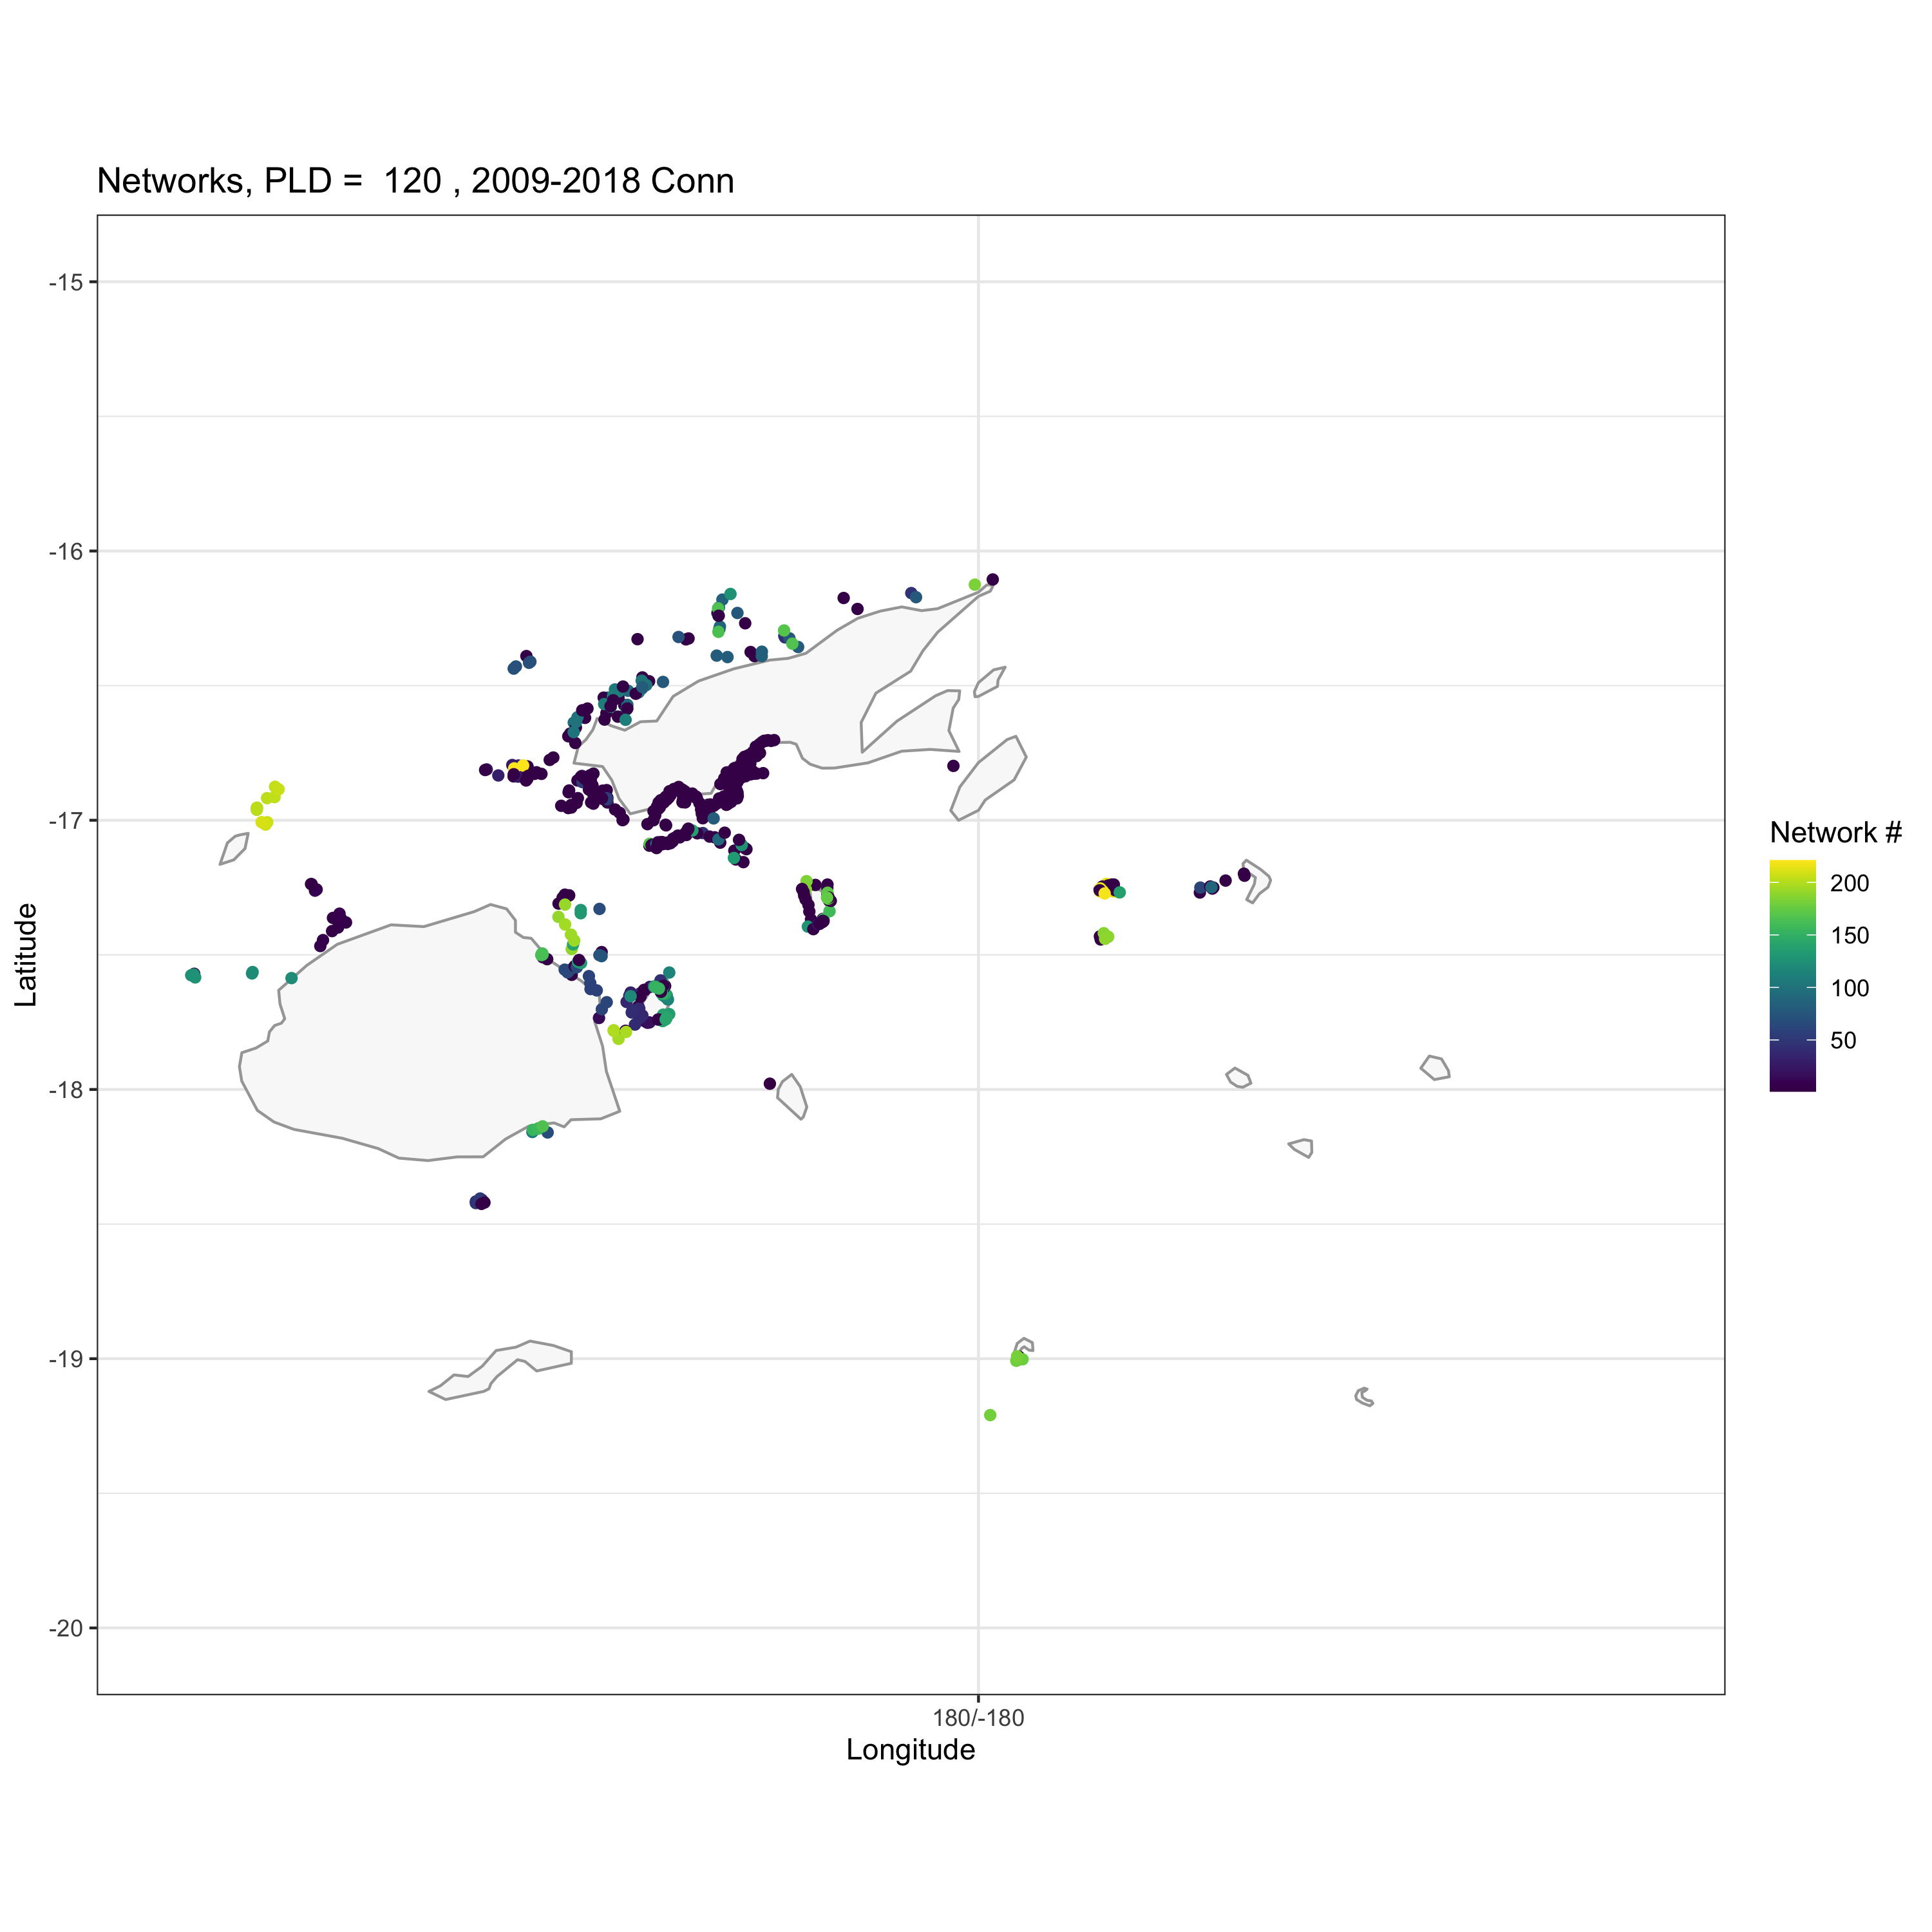 Networks, PLD =  120 , 2009-2018 Conn
-15
-16
-17
-18
-19
-20
Latitude
180/-180
Longitude
Network #
200
150
100
50